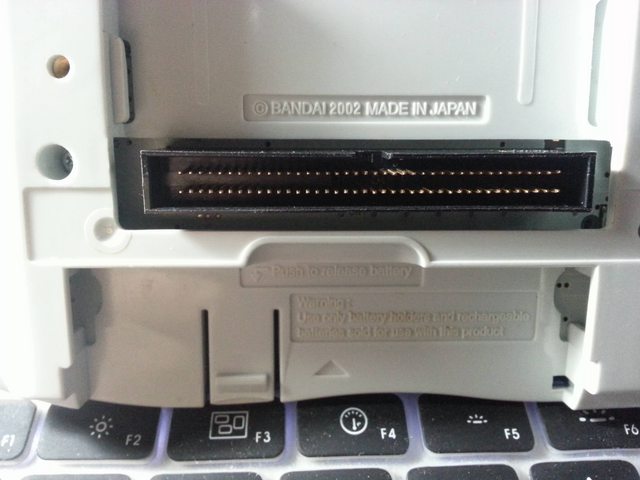 © BANDAI 2002 MADE IN JAPAN
Push to release battery
Warning :
Use only battery holders and rechargeable
batteries sold for use with this product
F1
F2
F3
F4
F5
F6